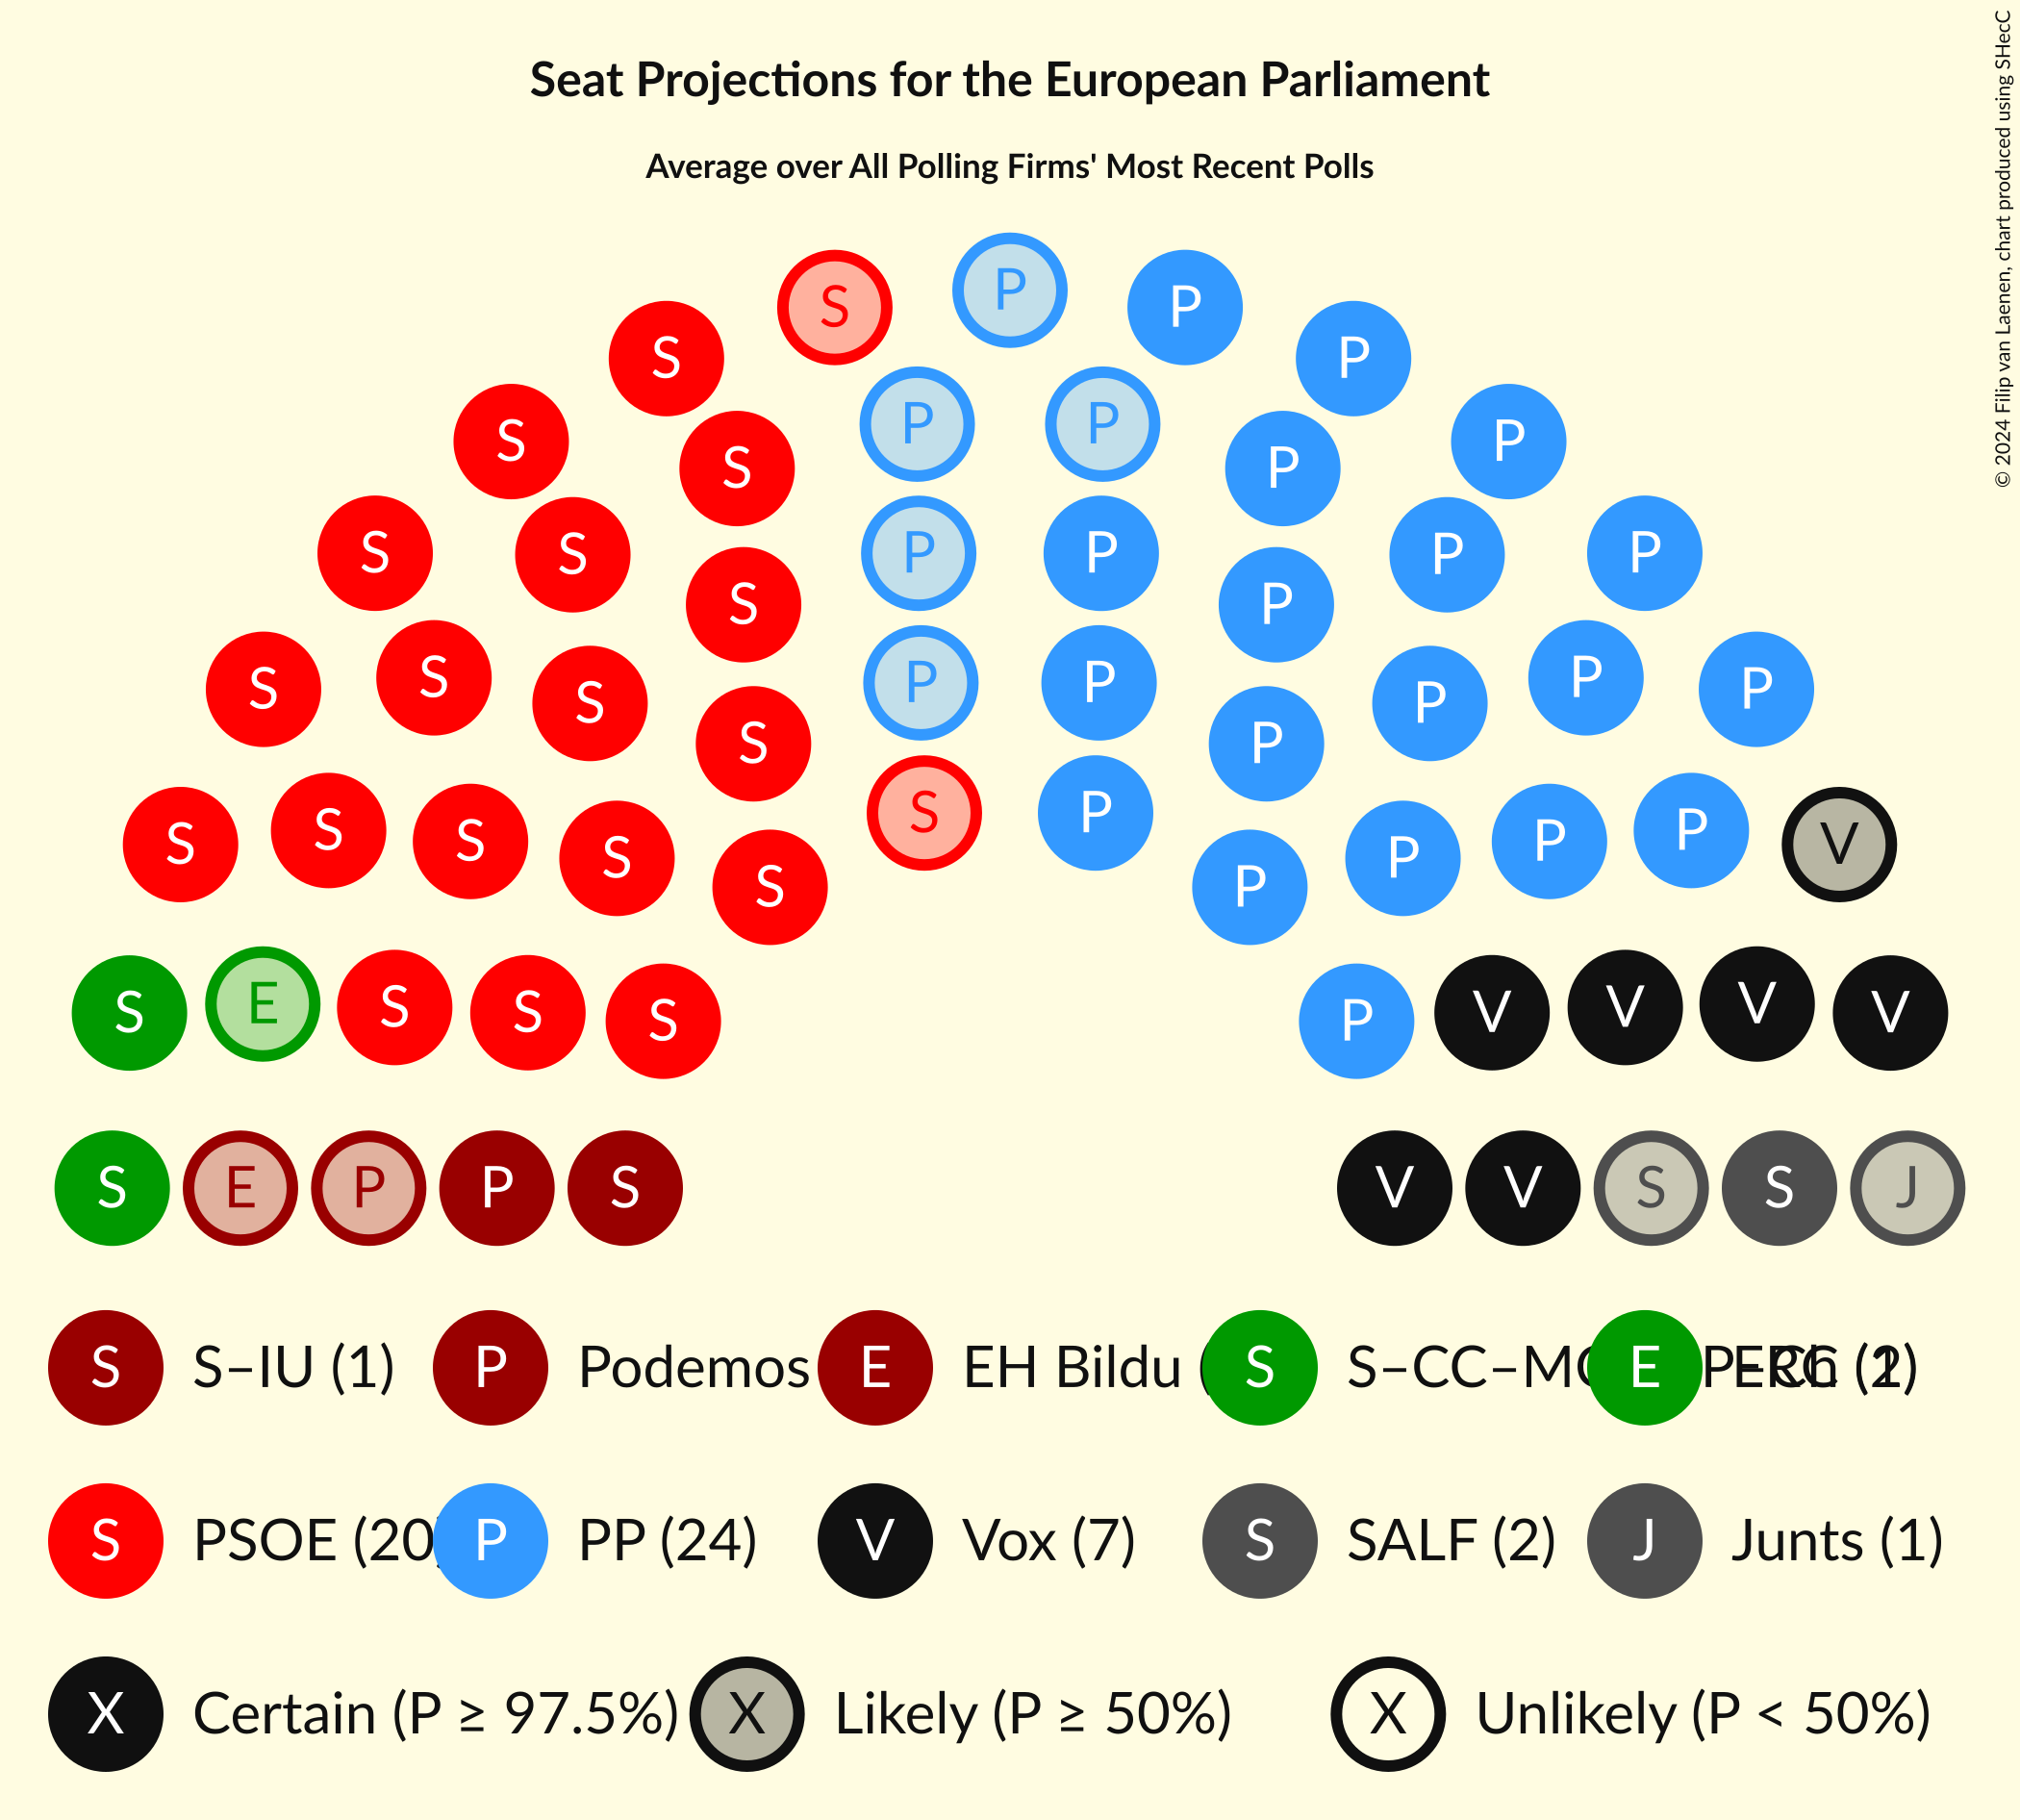 Seat Projections for the European Parliament
Average over All Polling Firms' Most Recent Polls
© 2024 Filip van Laenen, chart produced using SHecC
S P P P
S P P P
S S P P
S S P P P P
S S P P
S S P P P P
S S S P P P
S S S S S P P P P P V
S E S S S P V V V V
S E P P S V V S S J
S S–IU (1) P Podemos E EH Bildu S S–CC–M E
S PSOE (20) P PP (24) V Vox (7) S SALF (2) J Junts (1)
X Certain (P ≥ 97.5%) X Likely (P ≥ 50%) X Unlikely (P < 50%)